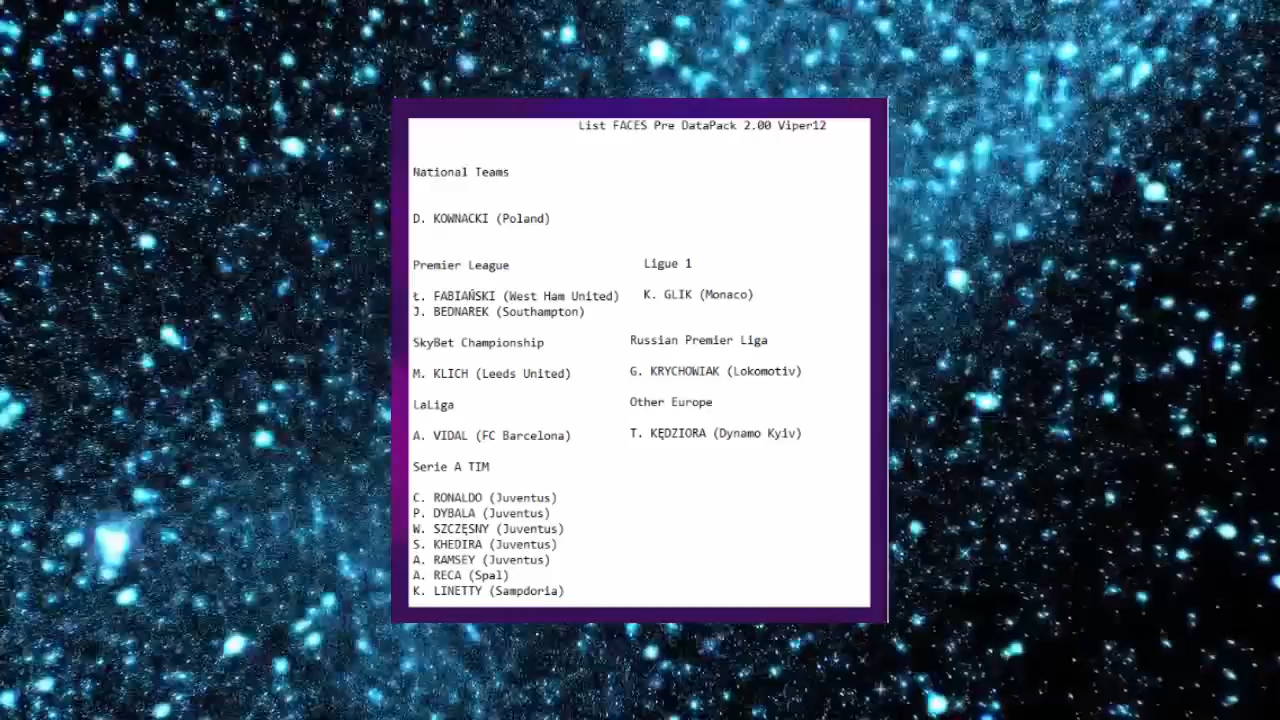 List FACES Pre DataPack 2.00 Viper12
National Teams
D. KOWNACKI (Poland)
Premier League
Ł. FABIAŃSKI (West Ham United)
J. BEDNAREK (Southampton)
SkyBet Championship
M. KLICH (Leeds United)
LaLiga
A. VIDAL (FC Barcelona)
Serie A TIM
C. RONALDO (Juventus)
P. DYBALA (Juventus)
W. SZCZĘSNY (Juventus)
S. KHEDIRA (Juventus)
A. RAMSEY (Juventus)
A. RECA (Spal)
K. LINETTY (Sampdoria)
Ligue 1
K. GLIK (Monaco)
Russian Premier Liga
G. KRYCHOWIAK (Lokomotiv)
Other Europe
T. KĘDZIORA (Dynamo Kyiv)